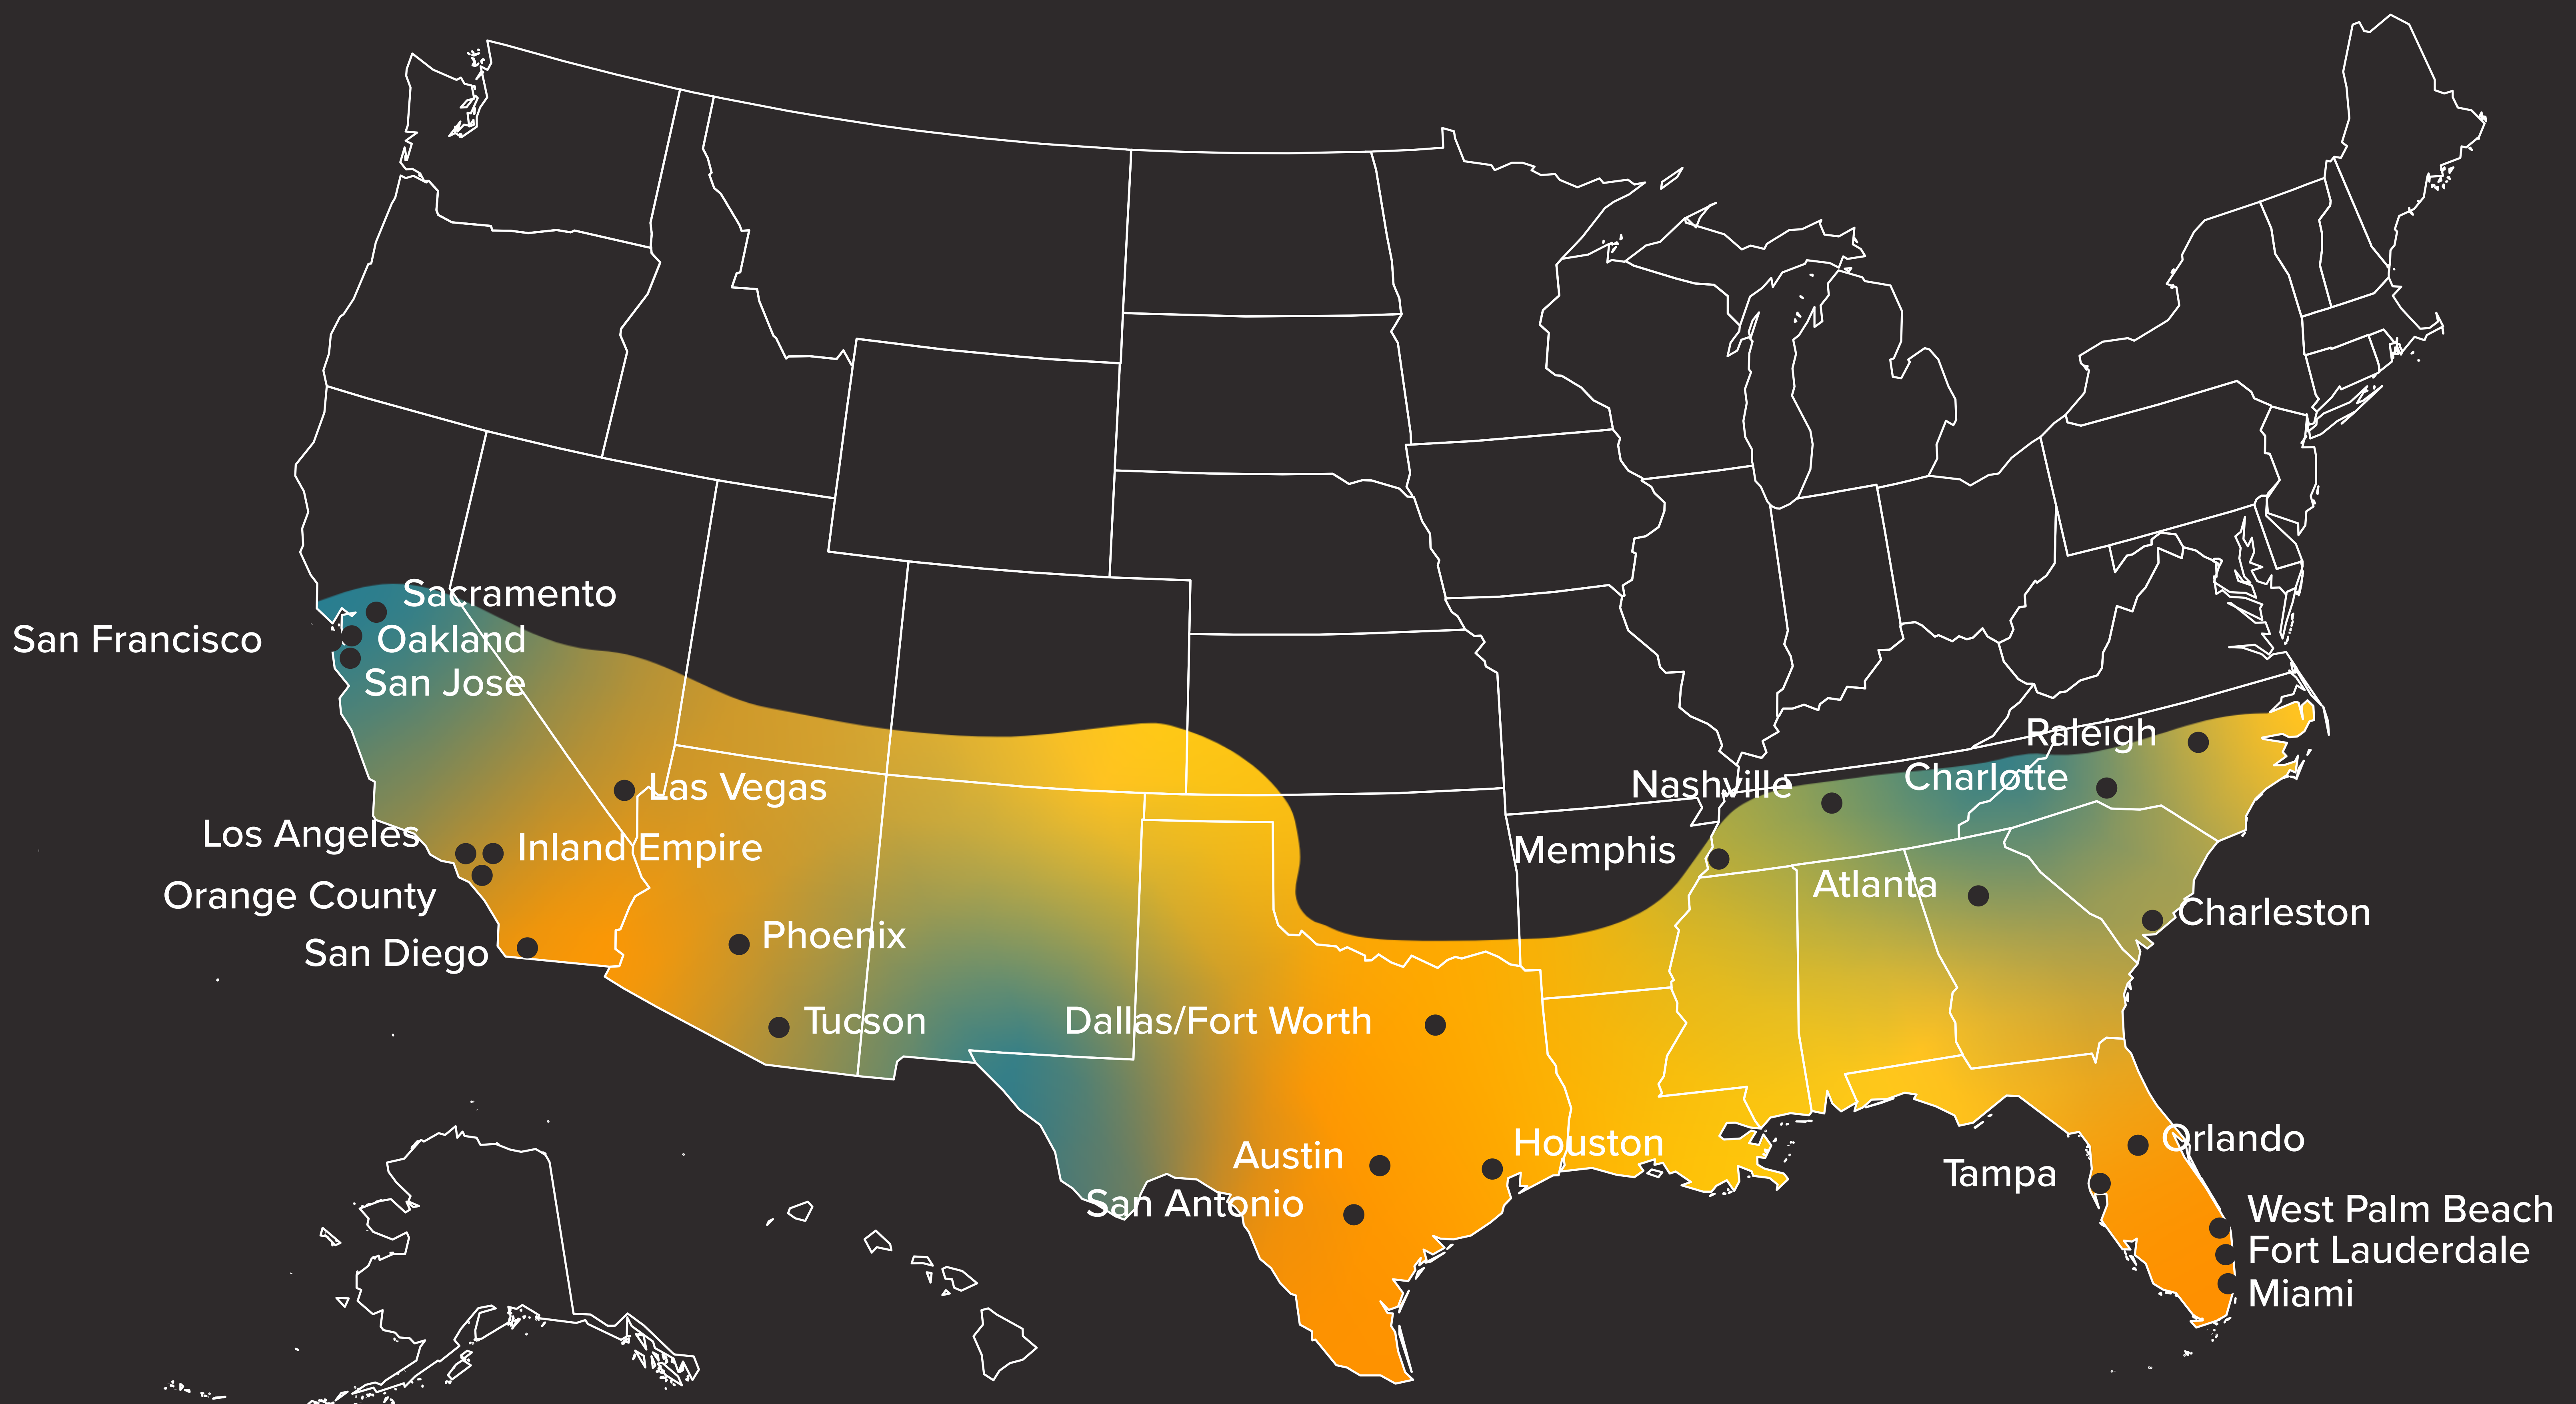 Sacramento
San Francisco
Oakland
San Jose
Raleigh
Nashville
Charlotte
Las Vegas
Los Angeles
Inland Empire
Memphis
Orange County
Atlanta
Charleston
San Diego
Phoenix
Tucson
Dallas/Fort Worth
Austin
Houston
Orlando
Tampa
San Antonio
West Palm Beach
Fort Lauderdale
Miami